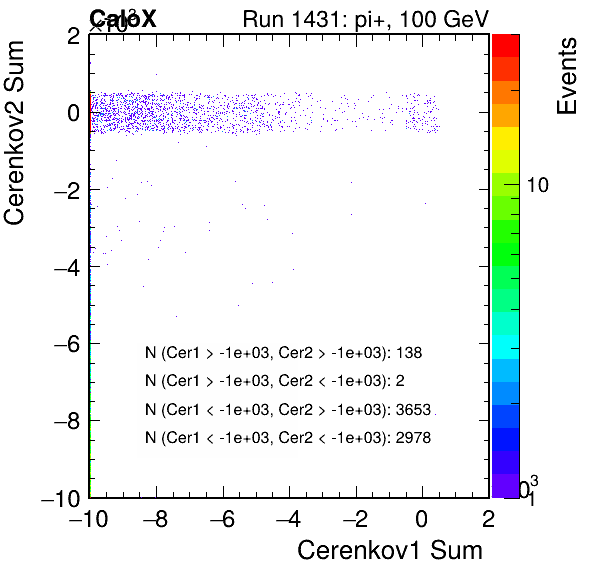 ×10³
CaloX Run 1431: pi+, 100 GeV
Cerenkov2 Sum
Events
2
0
−2
−4
−6
−8
−10
10
1
N (Cer1 > -1e+03, Cer2 > -1e+03): 138
N (Cer1 > -1e+03, Cer2 < -1e+03): 2
N (Cer1 < -1e+03, Cer2 > -1e+03): 3653
N (Cer1 < -1e+03, Cer2 < -1e+03): 2978
−10 −8 −6 −4 −2 0 2
Cerenkov1 Sum